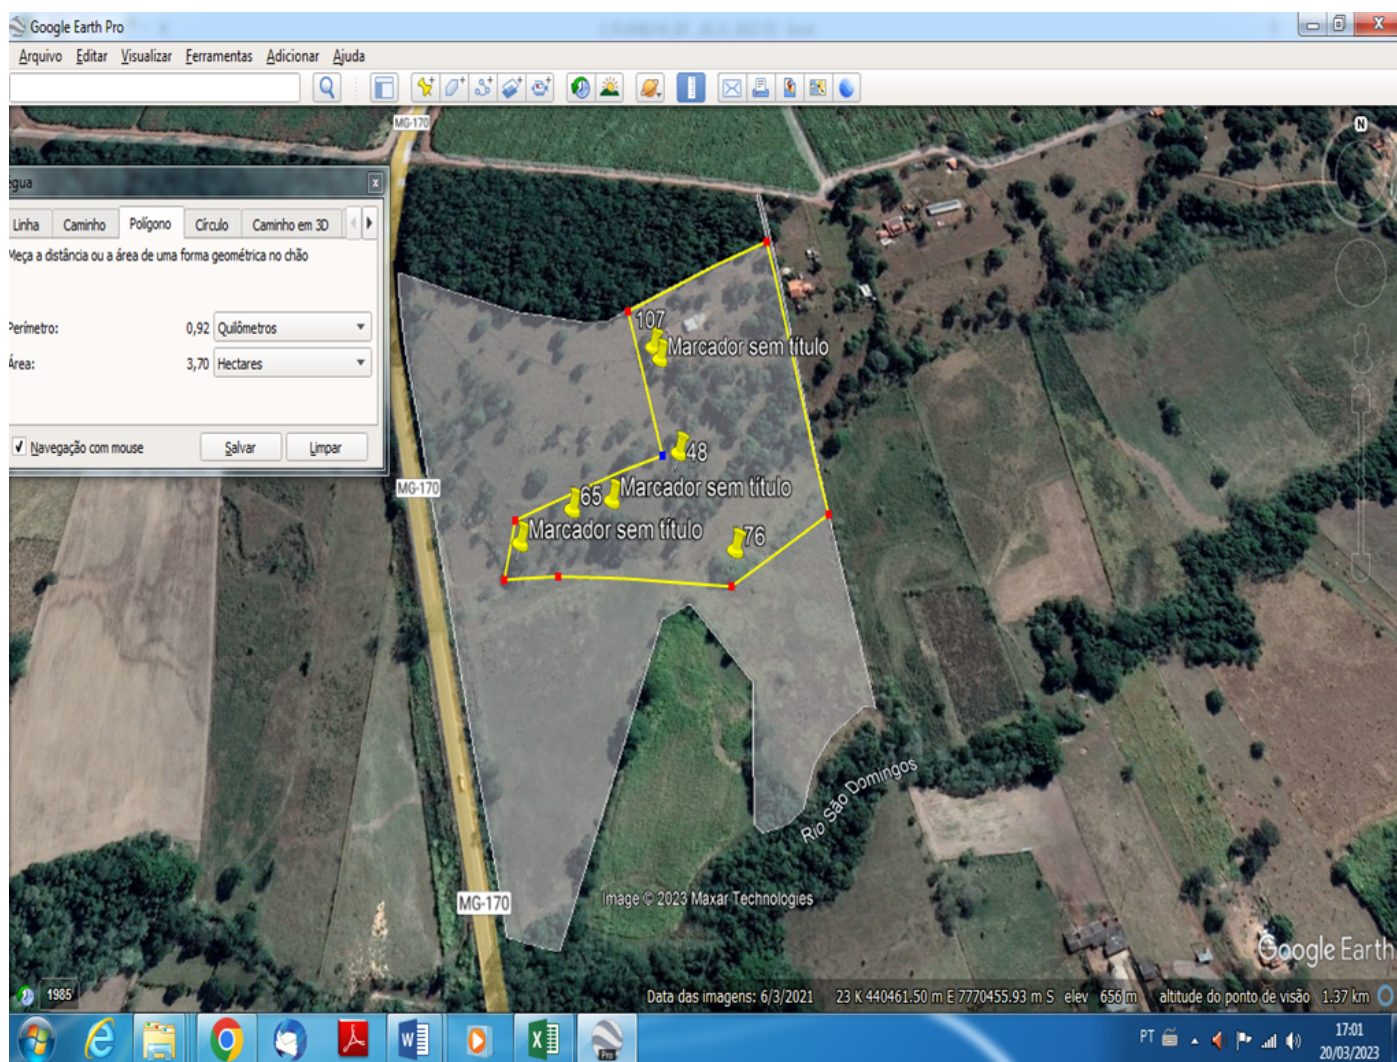 Google Earth Pro
Arquivo Editar Visualizar Ferramentas Adicionar Ajuda
MG-170
egua
Linha Caminho Polígono Círculo Caminho em 3D
Meça a distância ou a área de uma forma geométrica no chão
Perímetro: 0,92 Quilômetros
Área: 3,70 Hectares
Navegação com mouse Salvar Limpar
N
107
Marcador sem título
48
MG-170
65 Marcador sem título
Marcador sem título
76
Rio São Domingos
MG-170
Image © 2023 Maxar Technologies
Google Earth
1985
Data das imagens: 6/3/2021 23 K 440461.50 m E 7770455.93 m S elev 656 m altitude do ponto de visão 1.37 km
Pro
PT
17:01
20/03/2023